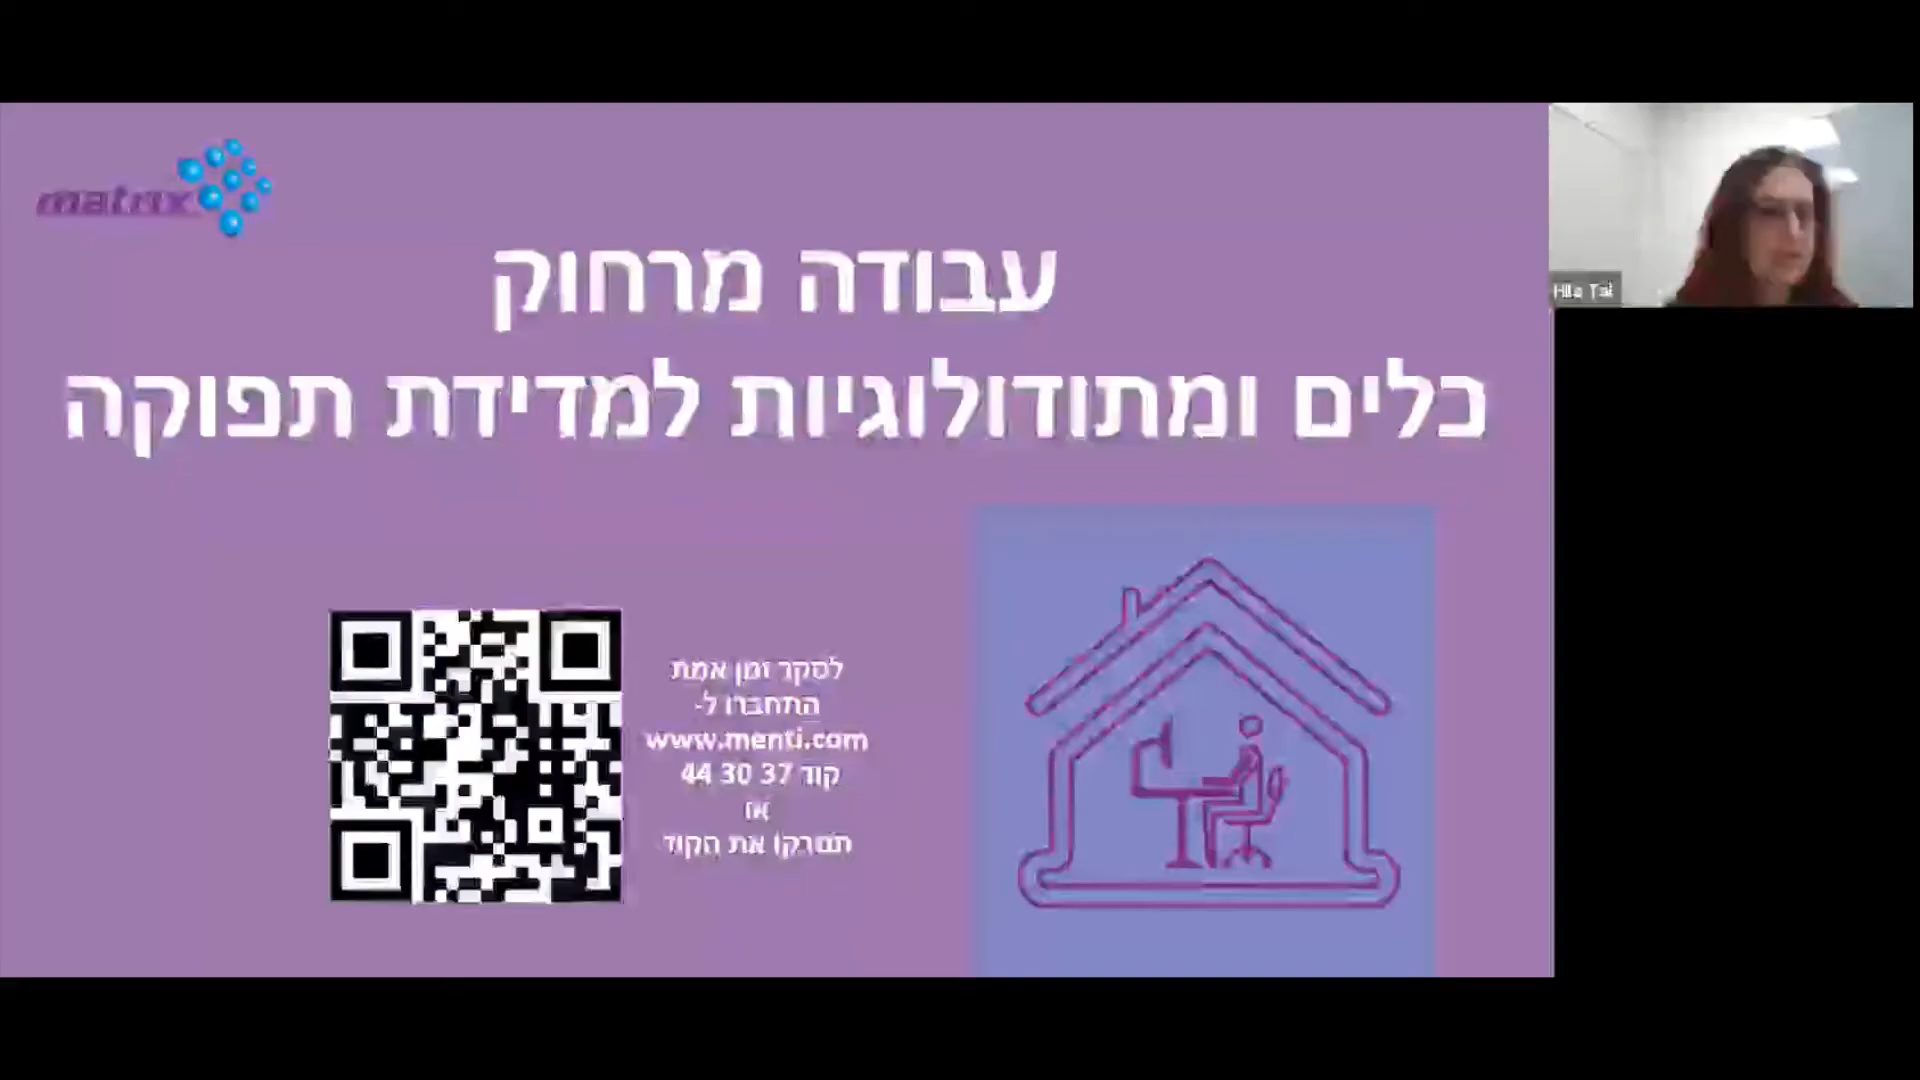 matrix
עבודה מרחוק
כלים ומתודולוגיות למדידת תפוקה
לסקר זמן אמת
התחברו ל-
www.menti.com
קוד 37 30 44
או
תסרקו את הקוד
Hila Tal